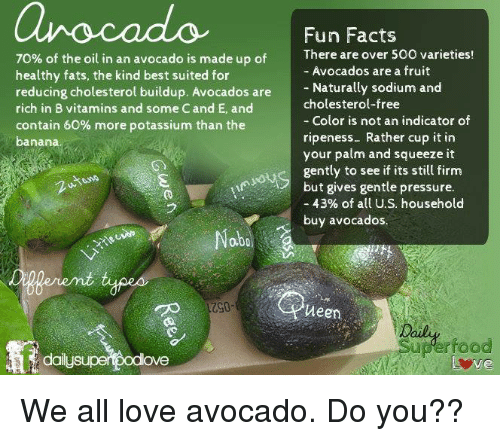 avocado
70% of the oil in an avocado is made up of
healthy fats, the kind best suited for
reducing cholesterol buildup. Avocados are
rich in B vitamins and some C and E, and
contain 60% more potassium than the
banana.
Fun Facts
There are over 500 varieties!
- Avocados are a fruit
- Naturally sodium and
cholesterol-free
- Color is not an indicator of
ripeness... Rather cup it in
your palm and squeeze it
gently to see if its still firm
but gives gentle pressure.
- 43% of all U.S. household
buy avocados.
Zutano
Gwen
Nabal
Hass
Different types
Reed
Queen
Fuerte
dailysuperfoodlove
Daily
Superfood
Love
We all love avocado. Do you??